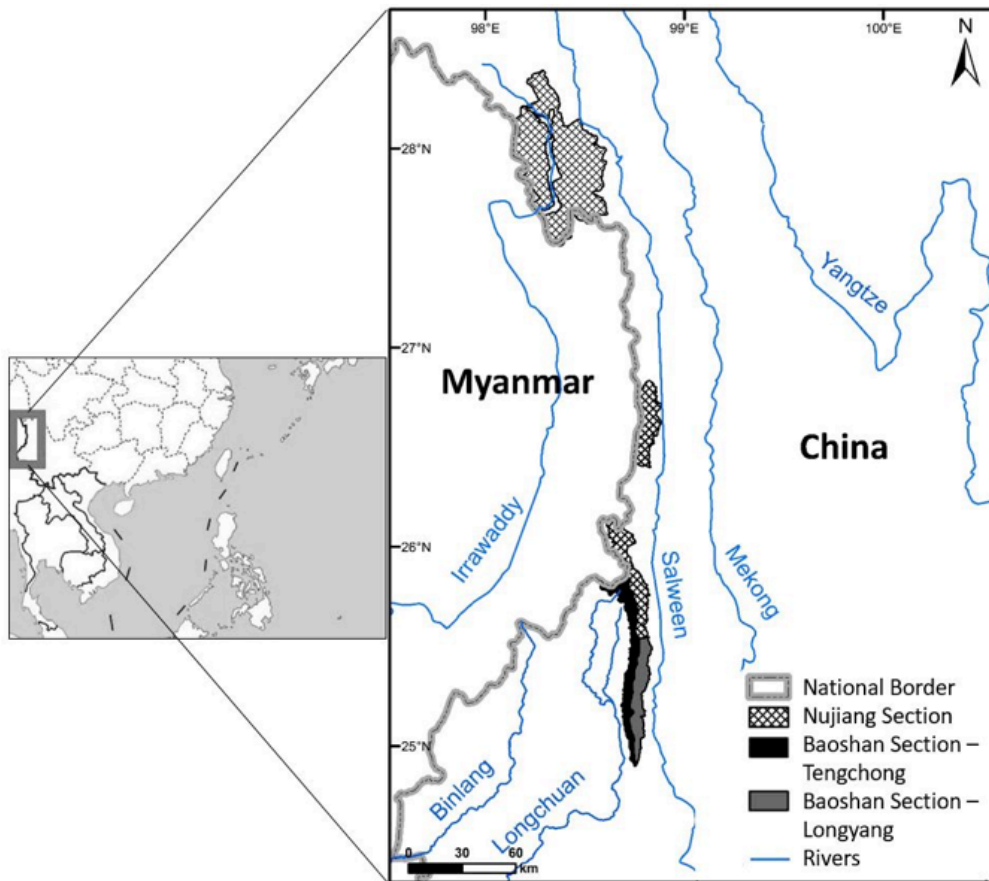 98°E
99°E
100°E
N
28°N
27°N
26°N
25°N
Myanmar
China
Yangtze
Irrawaddy
Salween
Mekong
Binlang
Longchuan
National Border
Nujiang Section
Baoshan Section –
Tengchong
Baoshan Section –
Longyang
Rivers
0 30 60
km